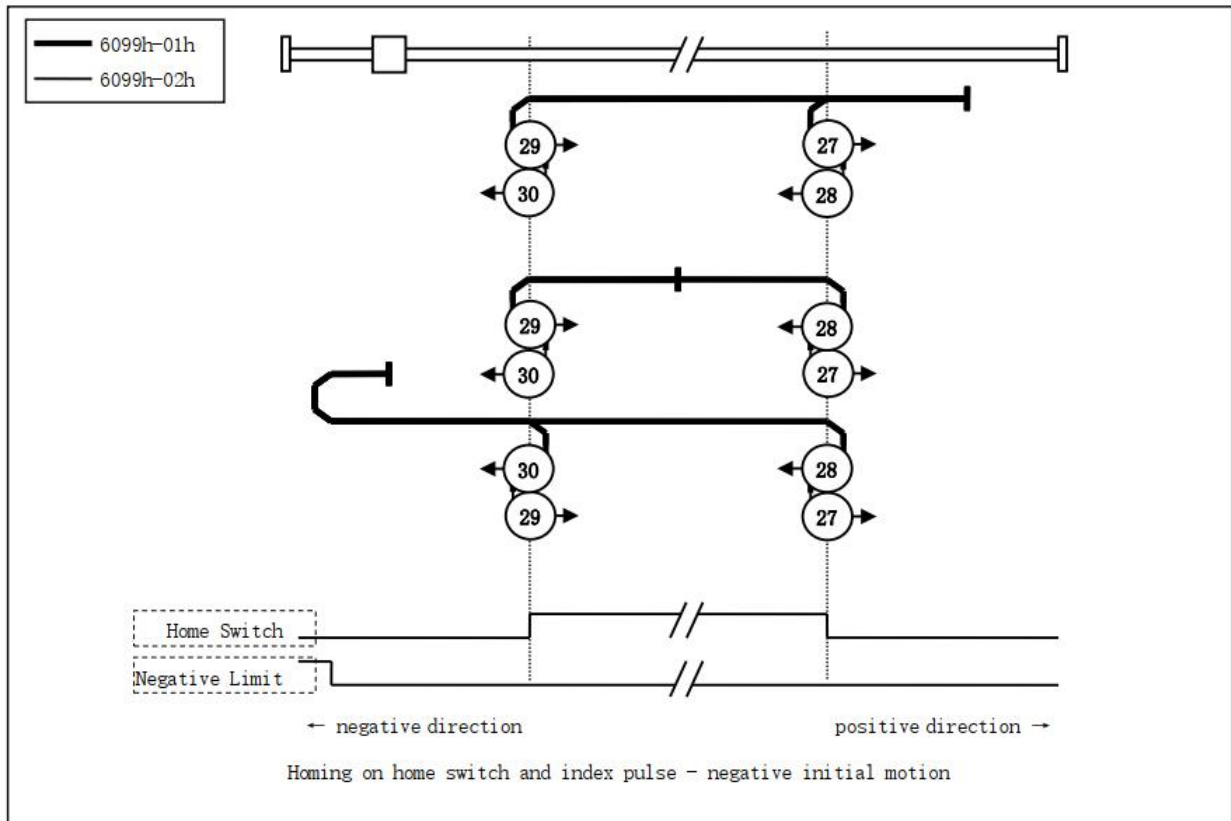 6099h-01h
6099h-02h
29 27
30 28
29 28
30 27
30 28
29 27
Home Switch
Negative Limit
← negative direction positive direction →
Homing on home switch and index pulse - negative initial motion